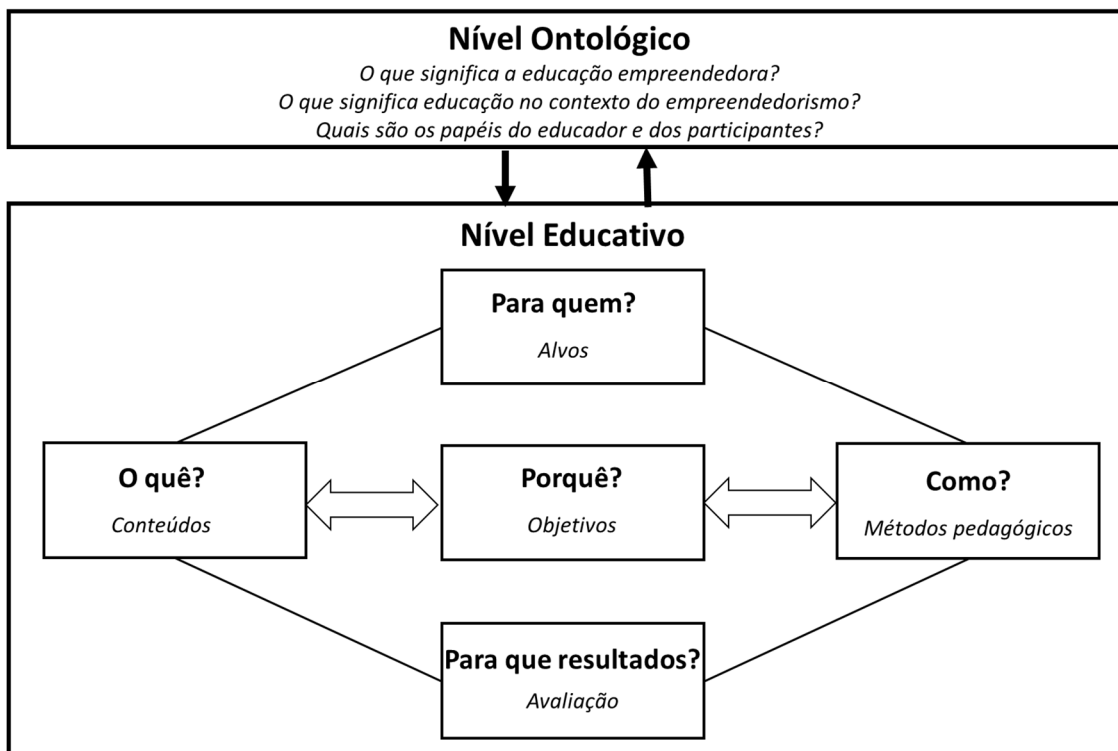 Nível Ontológico
O que significa a educação empreendedora?
O que significa educação no contexto do empreendedorismo?
Quais são os papéis do educador e dos participantes?
Nível Educativo
Para quem?
Alvos
O quê?
Conteúdos
Porquê?
Objetivos
Como?
Métodos pedagógicos
Para que resultados?
Avaliação